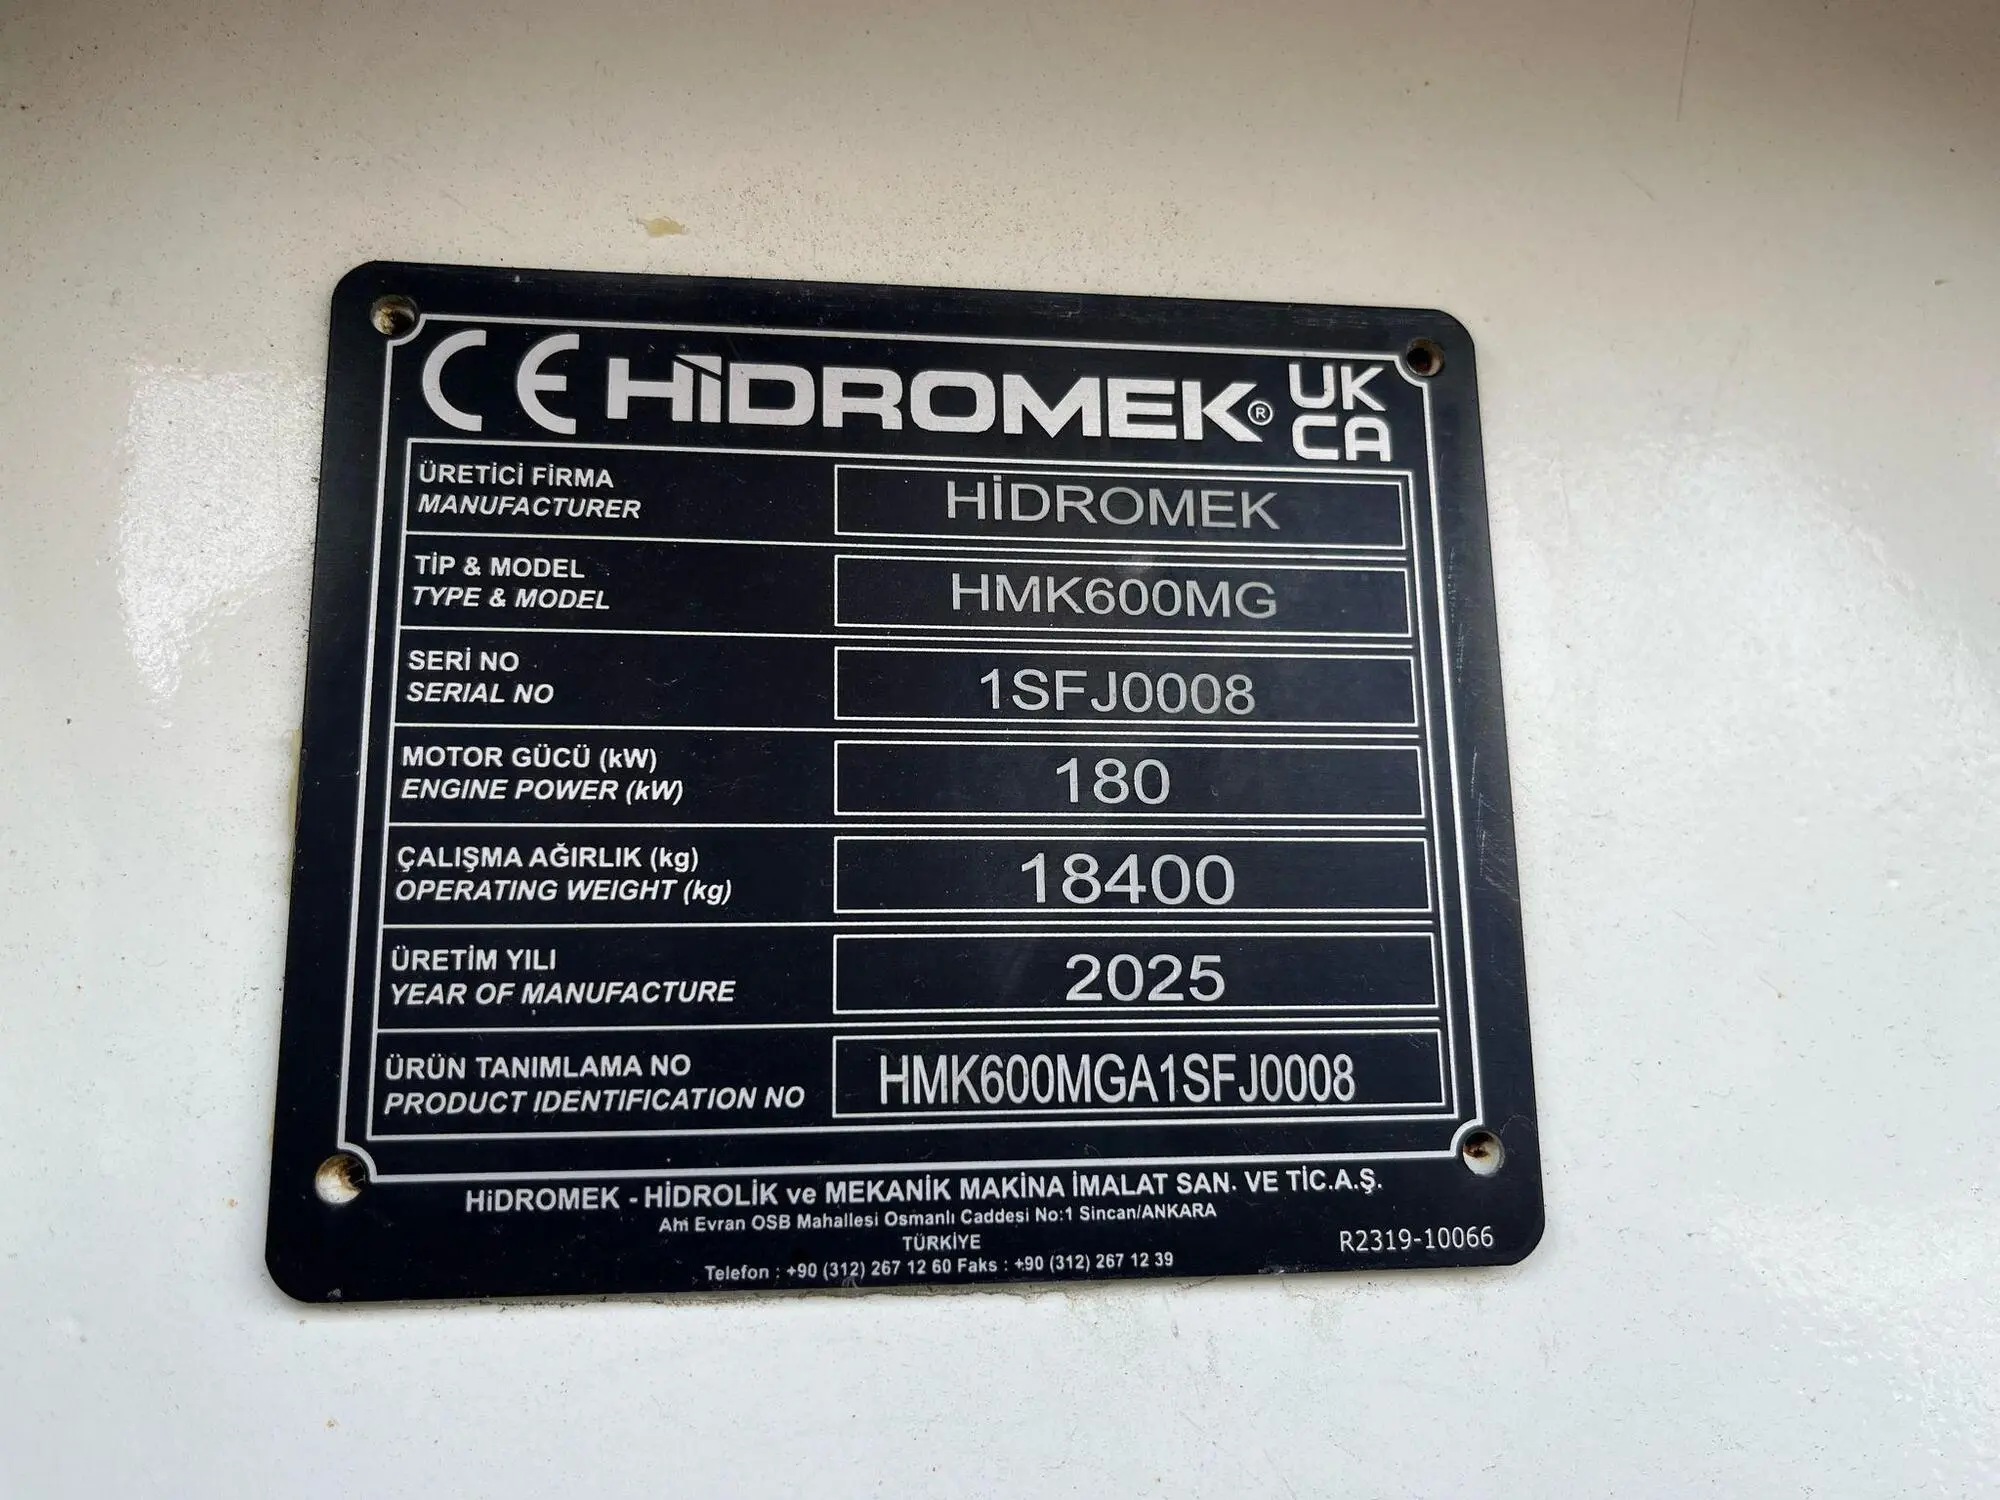 CE HİDROMEK® UK CA
ÜRETİCİ FİRMA
MANUFACTURER
HİDROMEK
TİP & MODEL
TYPE & MODEL
HMK600MG
SERİ NO
SERIAL NO
1SFJ0008
MOTOR GÜCÜ (kW)
ENGINE POWER (kW)
180
ÇALIŞMA AĞIRLIK (kg)
OPERATING WEIGHT (kg)
18400
ÜRETİM YILI
YEAR OF MANUFACTURE
2025
ÜRÜN TANIMLAMA NO
PRODUCT IDENTIFICATION NO
HMK600MGA1SFJ0008
HİDROMEK - HİDROLİK ve MEKANİK MAKİNA İMALAT SAN. VE TİC.A.Ş.
Ahi Evran OSB Mahallesi Osmanlı Caddesi No:1 Sincan/ANKARA
TÜRKİYE
Telefon : +90 (312) 267 12 60 Faks : +90 (312) 267 12 39
R2319-10066